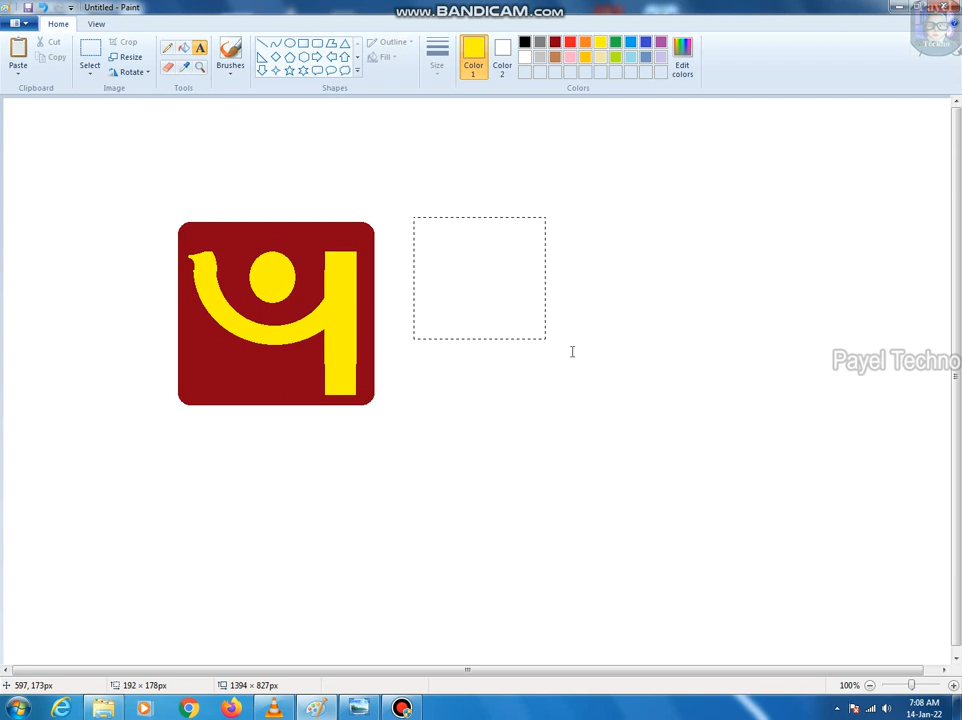 Untitled - Paint
www.BANDICAM.com
Home
View
Cut
Copy
Paste
Clipboard
Crop
Resize
Rotate
Select
Image
A
Tools
Brushes
Outline
Fill
Shapes
Size
Color 1
Color 2
Edit colors
Colors
Techno
Payel Techno
597, 173px
192 × 178px
1394 × 827px
100%
7:08 AM
14-Jan-22